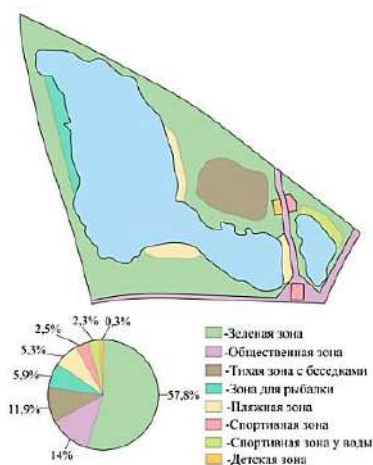 2,3% 0,3%
2,5%
5,3%
5,9%
11,9%
14%
57,8%
-Зеленая зона
-Общественная зона
-Тихая зона с беседками
-Зона для рыбалки
-Пляжная зона
-Спортивная зона
-Спортивная зона у воды
-Детская зона